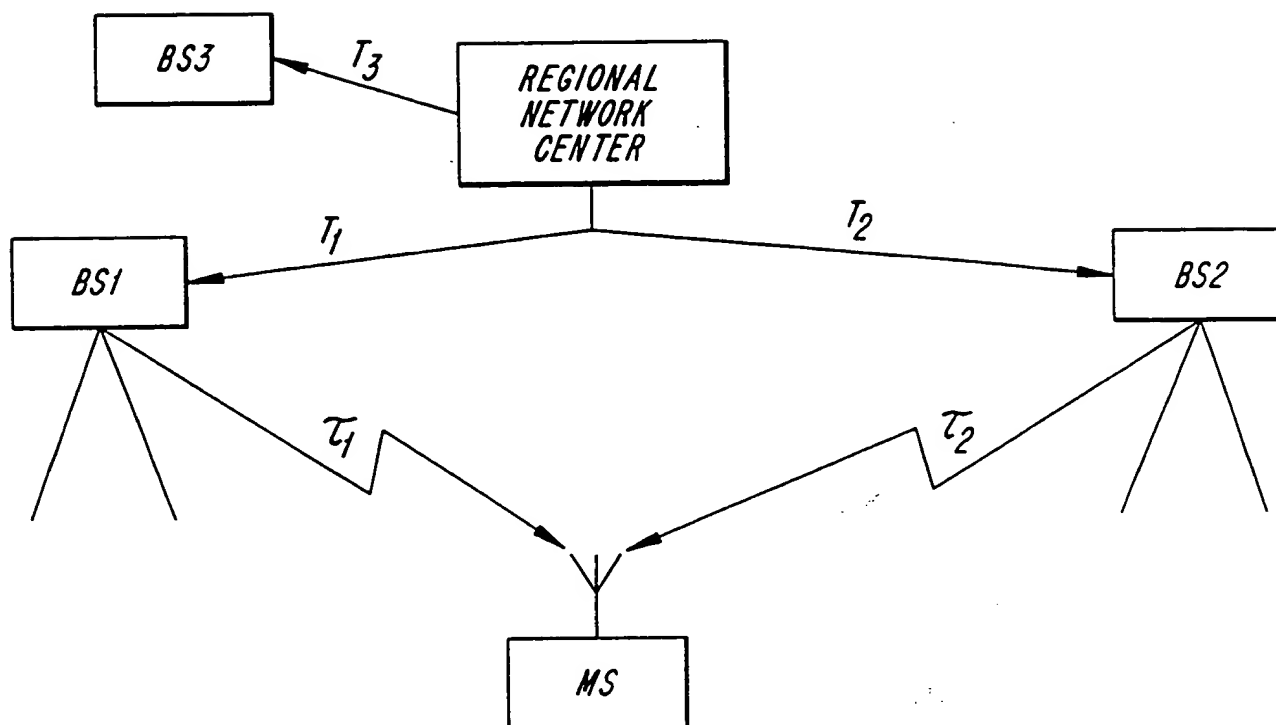 BS3
T3
REGIONAL
NETWORK
CENTER
T1
T2
BS1
BS2
τ1
τ2
MS